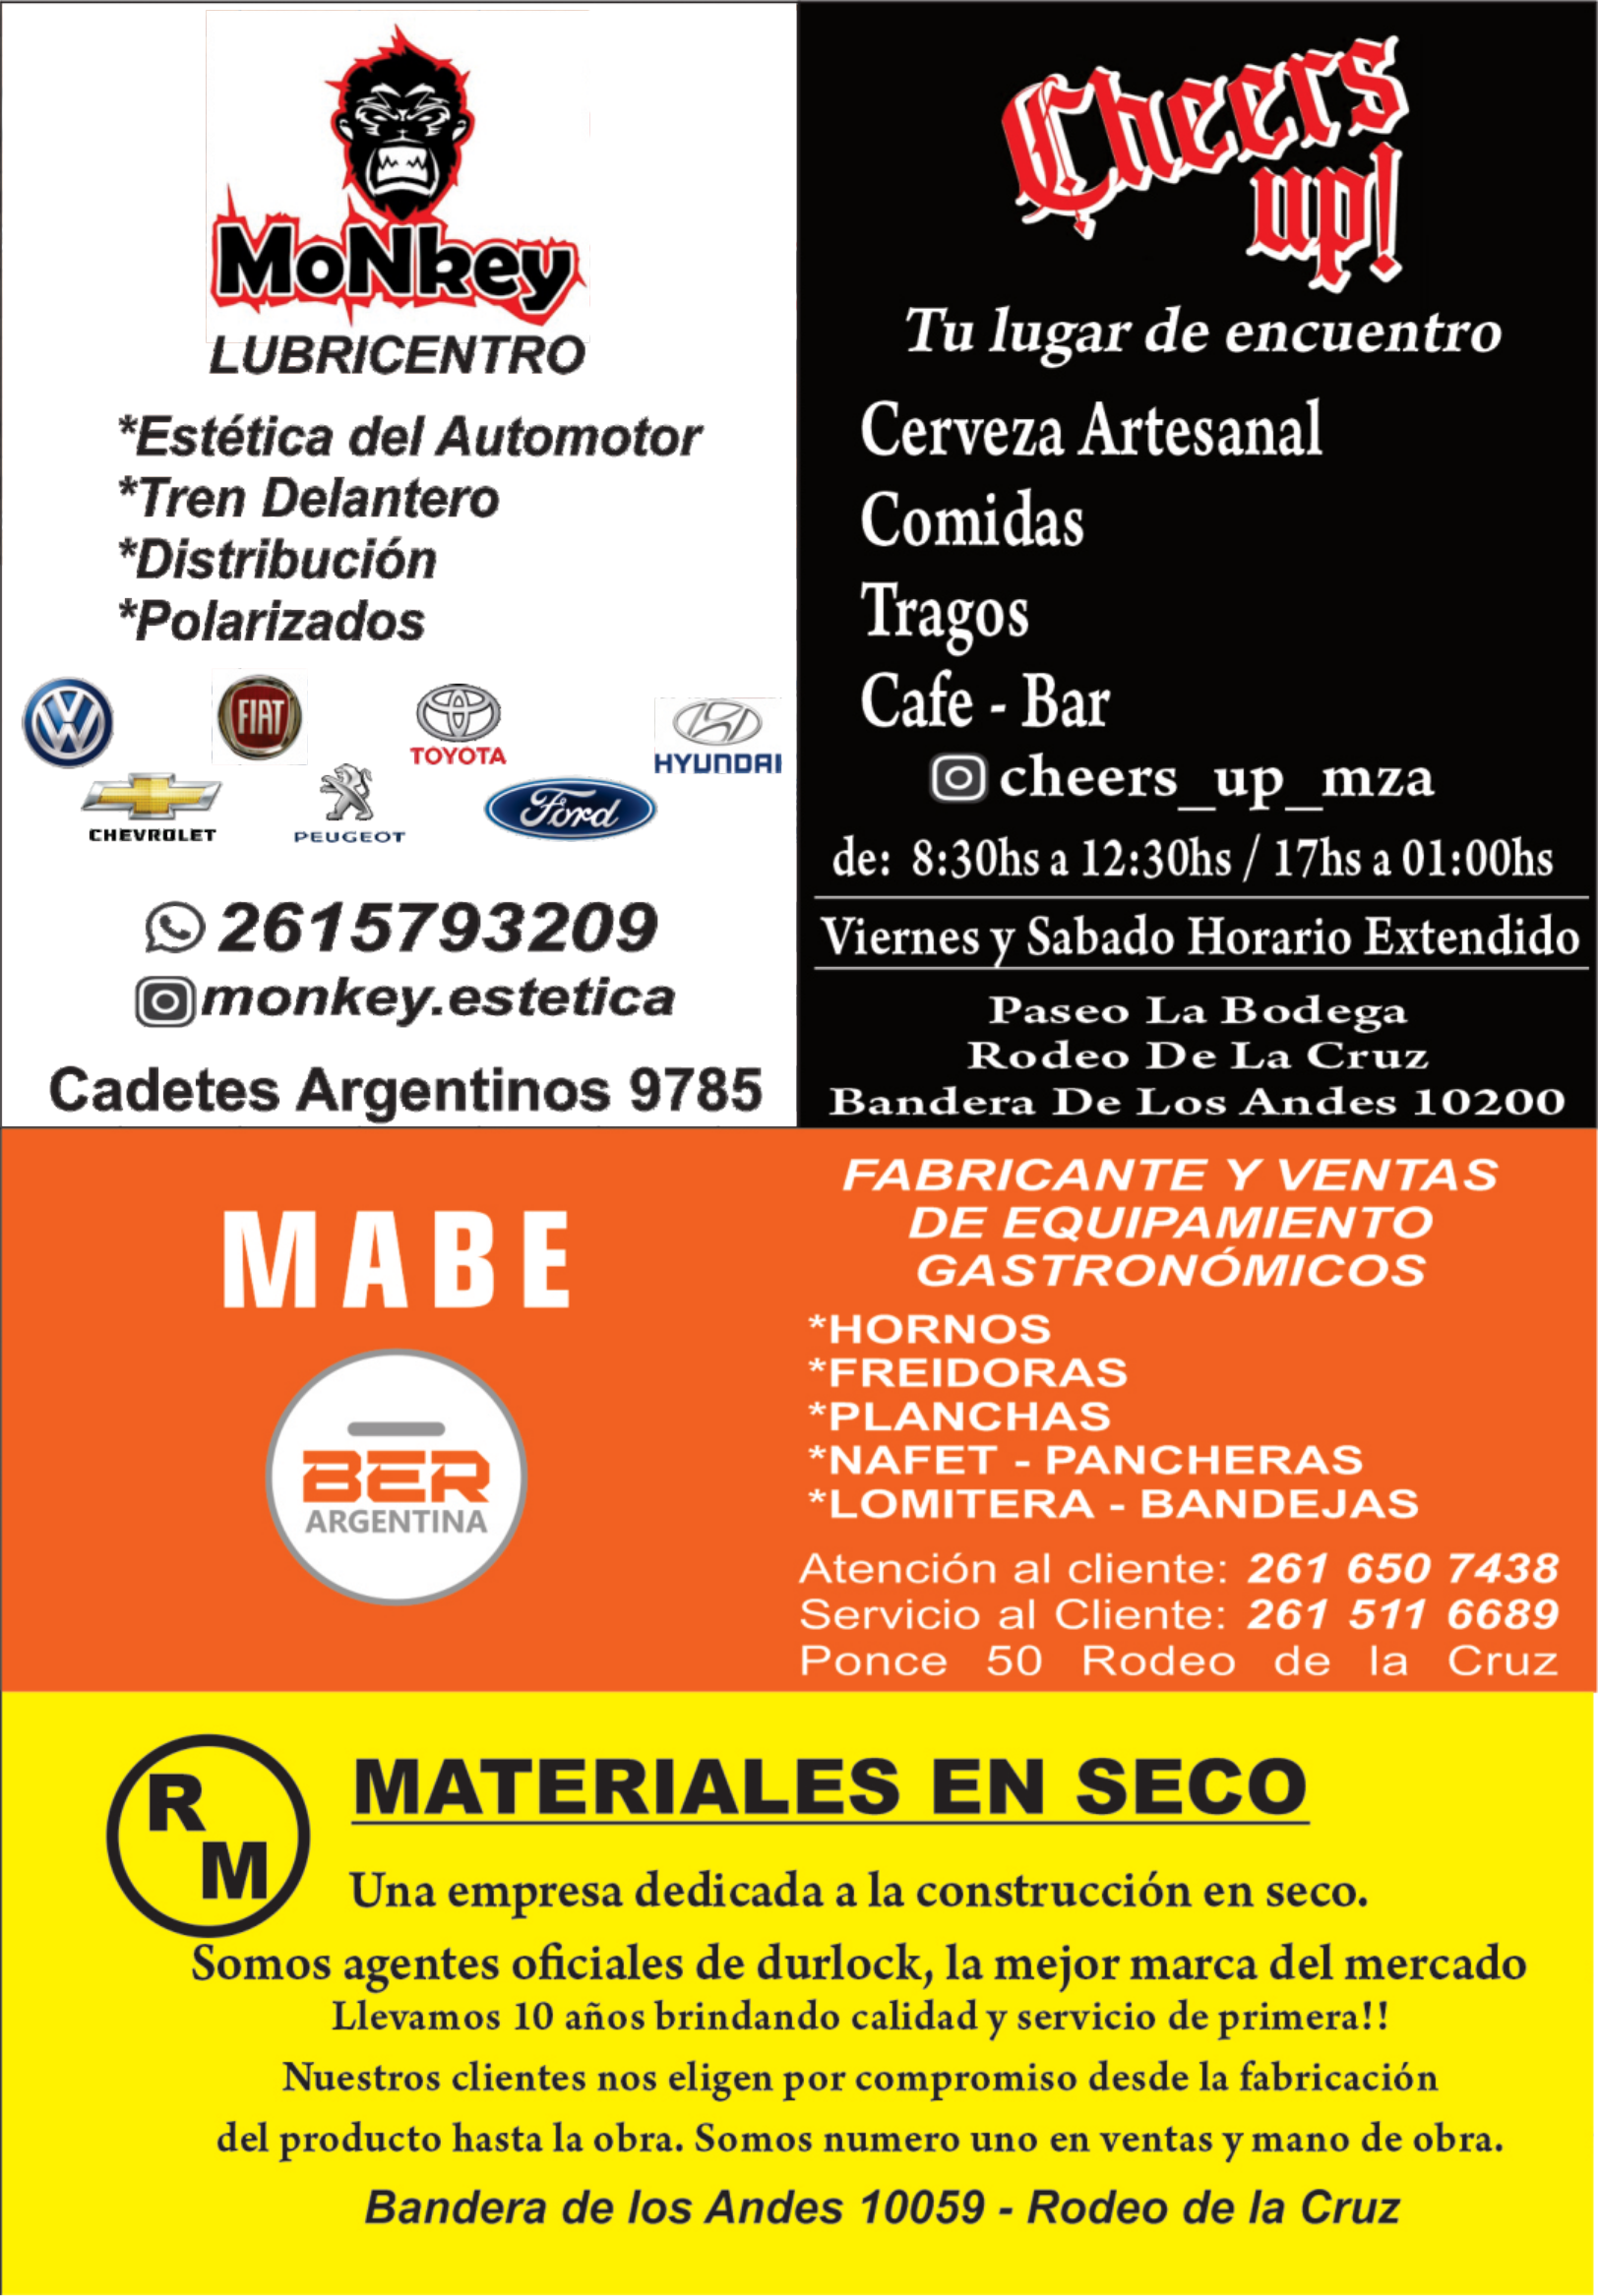 MoNkey
LUBRICENTRO
*Estética del Automotor
*Tren Delantero
*Distribución
*Polarizados
FIAT
TOYOTA
HYUNDAI
CHEVROLET
PEUGEOT
Ford
2615793209
monkey.estetica
Cadetes Argentinos 9785
Cheers
up!
Tu lugar de encuentro
Cerveza Artesanal
Comidas
Tragos
Cafe - Bar
cheers_up_mza
de: 8:30hs a 12:30hs / 17hs a 01:00hs
Viernes y Sabado Horario Extendido
Paseo La Bodega
Rodeo De La Cruz
Bandera De Los Andes 10200
MABE
BER
ARGENTINA
FABRICANTE Y VENTAS
DE EQUIPAMIENTO
GASTRONÓMICOS
*HORNOS
*FREIDORAS
*PLANCHAS
*NAFET - PANCHERAS
*LOMITERA - BANDEJAS
Atención al cliente: 261 650 7438
Servicio al Cliente: 261 511 6689
Ponce 50 Rodeo de la Cruz
R
M
MATERIALES EN SECO
Una empresa dedicada a la construcción en seco.
Somos agentes oficiales de durlock, la mejor marca del mercado
Llevamos 10 años brindando calidad y servicio de primera!!
Nuestros clientes nos eligen por compromiso desde la fabricación
del producto hasta la obra. Somos numero uno en ventas y mano de obra.
Bandera de los Andes 10059 - Rodeo de la Cruz